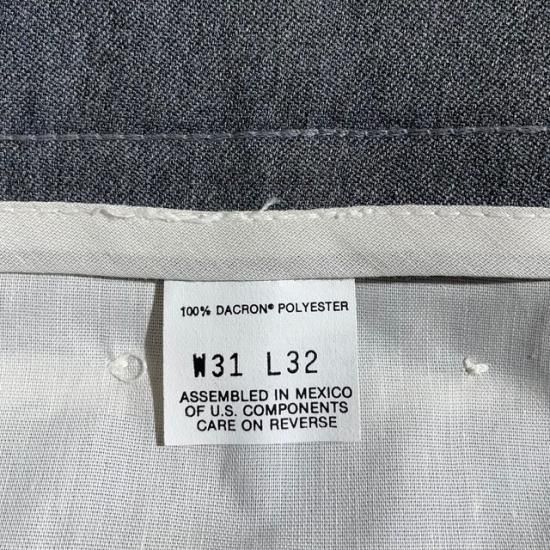 100% DACRON® POLYESTER
W31 L32
ASSEMBLED IN MEXICO
OF U.S. COMPONENTS
CARE ON REVERSE